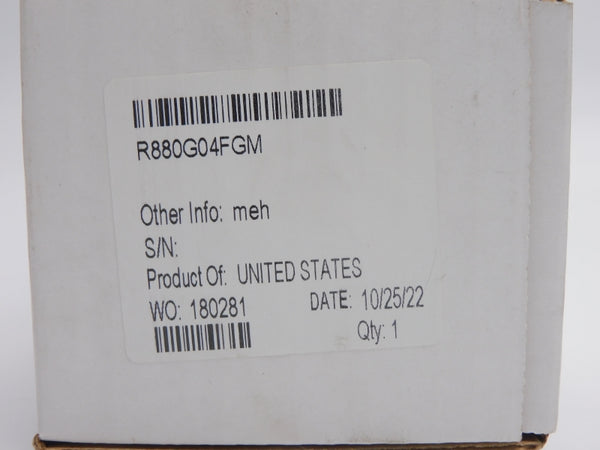 R880G04FGM
Other Info: meh
S/N:
Product Of: UNITED STATES
WO: 180281 DATE: 10/25/22
Qty: 1